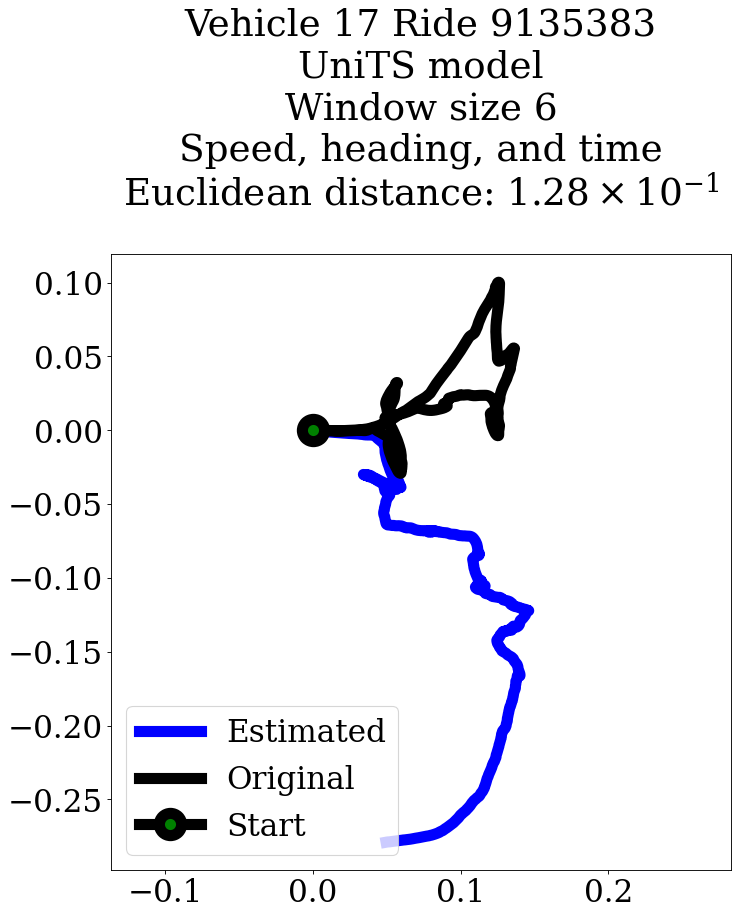 Vehicle 17 Ride 9135383
UniTS model
Window size 6
Speed, heading, and time
Euclidean distance: 1.28 × 10⁻¹
0.10
0.05
0.00
−0.05
−0.10
−0.15
−0.20
−0.25
Estimated
Original
Start
−0.1
0.0
0.1
0.2